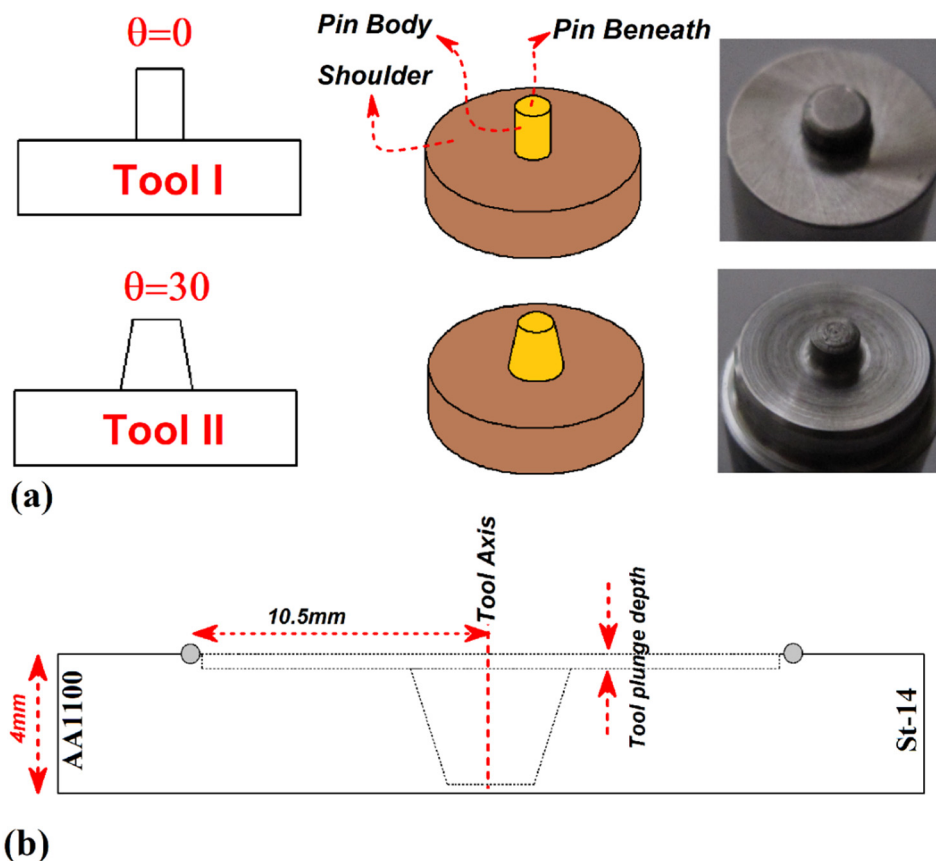 θ=0
Tool I
Pin Body
Pin Beneath
Shoulder
θ=30
Tool II
(a)
Tool Axis
10.5mm
Tool plunge depth
4mm
AA1100
St-14
(b)